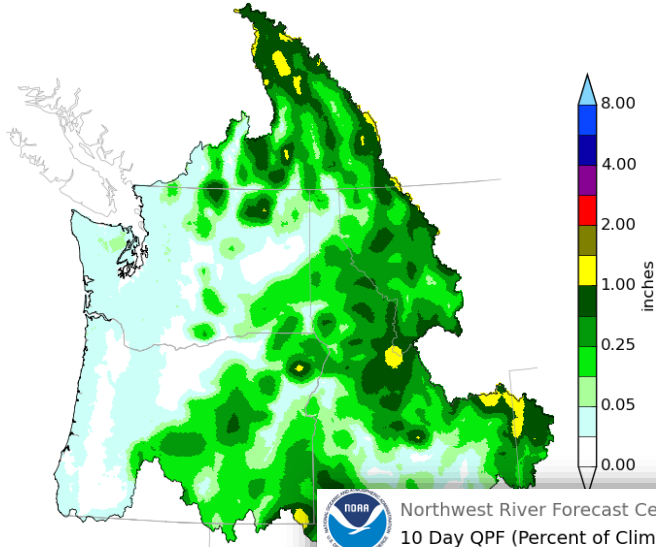 8.00
4.00
2.00
1.00
0.25
0.05
0.00
inches
NOAA
Northwest River Forecast Ce
10 Day QPF (Percent of Clim